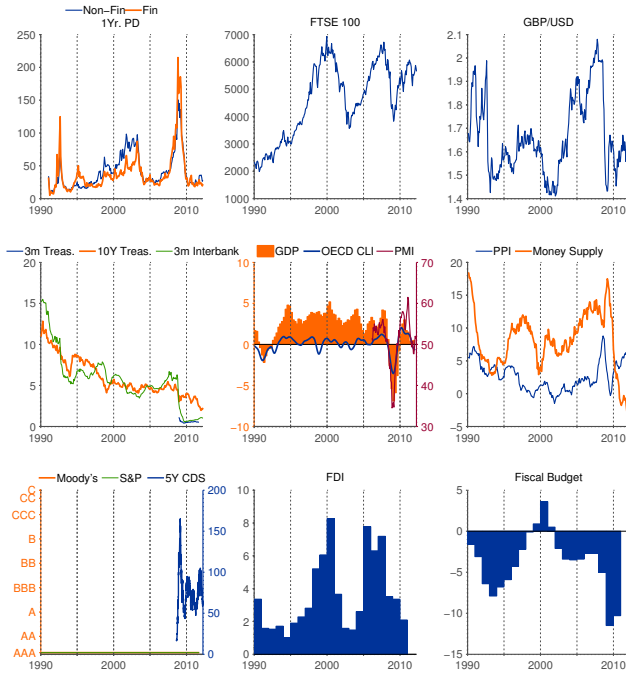 Non−Fin Fin
1Yr. PD
FTSE 100
GBP/USD
250
200
150
100
50
0
1990 2000 2010
7000
6000
5000
4000
3000
2000
1000
1990 2000 2010
2.1
2
1.9
1.8
1.7
1.6
1.5
1.4
1990 2000 2010
3m Treas. 10Y Treas. 3m Interbank
GDP OECD CLI PMI
PPI Money Supply
20
15
10
5
0
1990 2000 2010
10
5
0
−5
−10
70
60
50
40
30
1990 2000 2010
20
15
10
5
0
−5
1990 2000 2010
Moody's S&P 5Y CDS
FDI
Fiscal Budget
C
CC
CCC
B
BB
BBB
A
AA
AAA
200
150
100
50
0
1990 2000 2010
10
8
6
4
2
0
1990 2000 2010
5
0
−5
−10
−15
1990 2000 2010